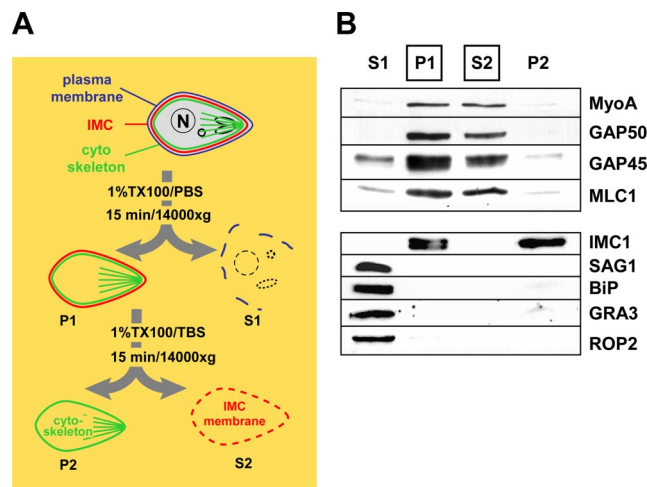 A
plasma
membrane
IMC
cyto
skeleton
N
1%TX100/PBS
15 min/14000xg
P1
S1
1%TX100/TBS
15 min/14000xg
cyto-
skeleton
P2
IMC
membrane
S2
B
S1 P1 S2 P2
MyoA
GAP50
GAP45
MLC1
IMC1
SAG1
BiP
GRA3
ROP2